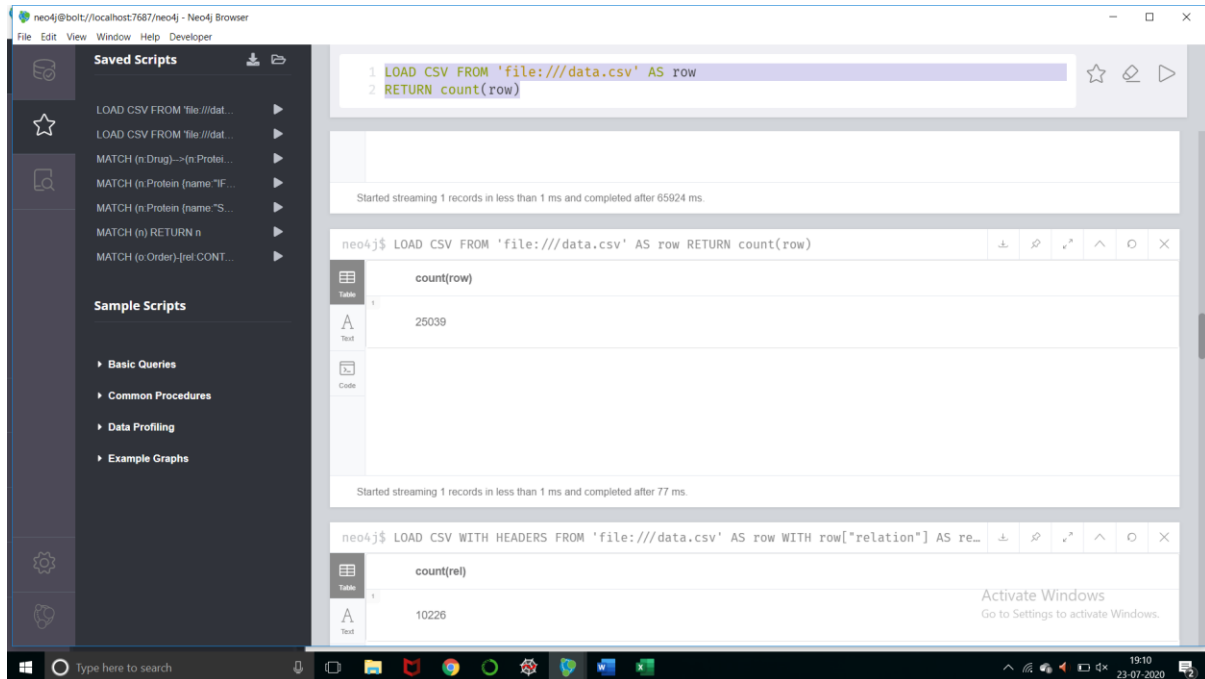 neo4j@bolt://localhost:7687/neo4j - Neo4j Browser
File Edit View Window Help Developer
Saved Scripts
LOAD CSV FROM 'file:///dat...
LOAD CSV FROM 'file:///dat...
MATCH (n:Drug)-->(n:Protei...
MATCH (n:Protein {name:"IF...
MATCH (n:Protein {name:"S...
MATCH (n) RETURN n
MATCH (o:Order)-[rel:CONT...
Sample Scripts
Basic Queries
Common Procedures
Data Profiling
Example Graphs
1 LOAD CSV FROM 'file:///data.csv' AS row
2 RETURN count(row)
Started streaming 1 records in less than 1 ms and completed after 65924 ms.
neo4j$ LOAD CSV FROM 'file:///data.csv' AS row RETURN count(row)
Table
Text
Code
count(row)
1
25039
Started streaming 1 records in less than 1 ms and completed after 77 ms.
neo4j$ LOAD CSV WITH HEADERS FROM 'file:///data.csv' AS row WITH row["relation"] AS re...
Table
Text
count(rel)
1
10226
Activate Windows
Go to Settings to activate Windows.
Type here to search
19:10
23-07-2020
2